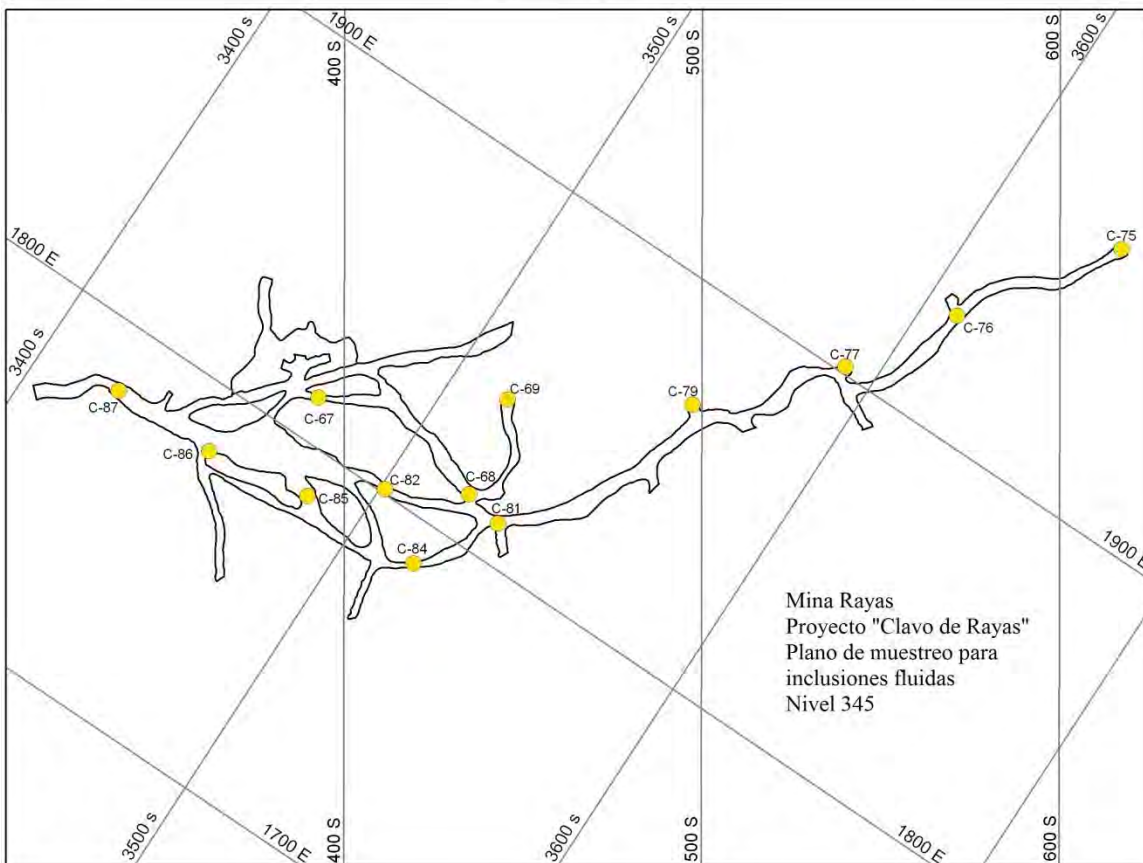 3400 s
1900 E
400 S
3500 s
500 S
600 S
3600 s
1800 E
3400 s
C-75
C-76
C-77
C-79
C-69
C-87
C-67
C-86
C-82
C-68
C-85
C-81
C-84
1900 E
Mina Rayas
Proyecto "Clavo de Rayas"
Plano de muestreo para
inclusiones fluidas
Nivel 345
3500 s
1700 E
400 S
3600 s
500 S
1800 E
600 S